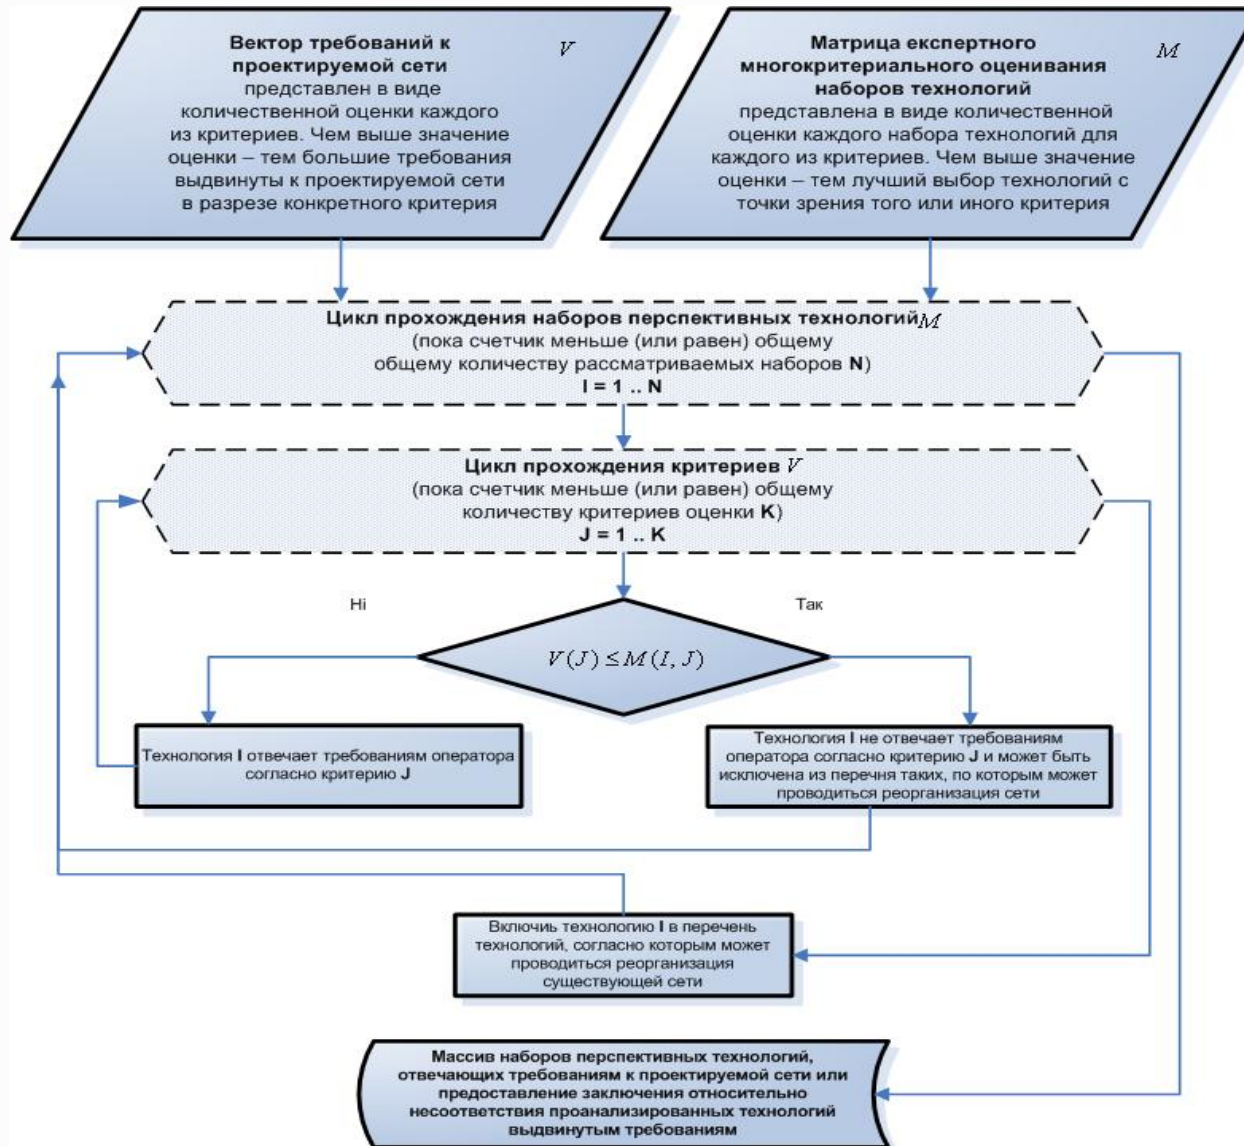 Вектор требований к
V
проектируемой сети
представлен в виде
количественной оценки каждого
из критериев. Чем выше значение
оценки – тем большие требования
выдвинуты к проектируемой сети
в разрезе конкретного критерия
Матрица експертного
M
многокритериального оценивания
наборов технологий
представлена в виде количественной
оценки каждого набора технологий для
каждого из критериев. Чем выше значение
оценки – тем лучший выбор технологий с
точки зрения того или иного критерия
Цикл прохождения наборов перспективных технологий M
(пока счетчик меньше (или равен) общему
общему количеству рассматриваемых наборов N)
I = 1 .. N
Цикл прохождения критериев V
(пока счетчик меньше (или равен) общему
количеству критериев оценки K)
J = 1 .. K
Ні
Так
V(J) ≤ M(I, J)
Технология I отвечает требованиям оператора
согласно критерию J
Технология I не отвечает требованиям
оператора согласно критерию J и может быть
исключена из перечня таких, по которым может
проводиться реорганизация сети
Включиь технологию I в перечень
технологий, согласно которым может
проводиться реорганизация
существующей сети
Массив наборов перспективных технологий,
отвечающих требованиям к проектируемой сети или
предоставление заключения относительно
несоответствия проанализированных технологий
выдвинутым требованиям